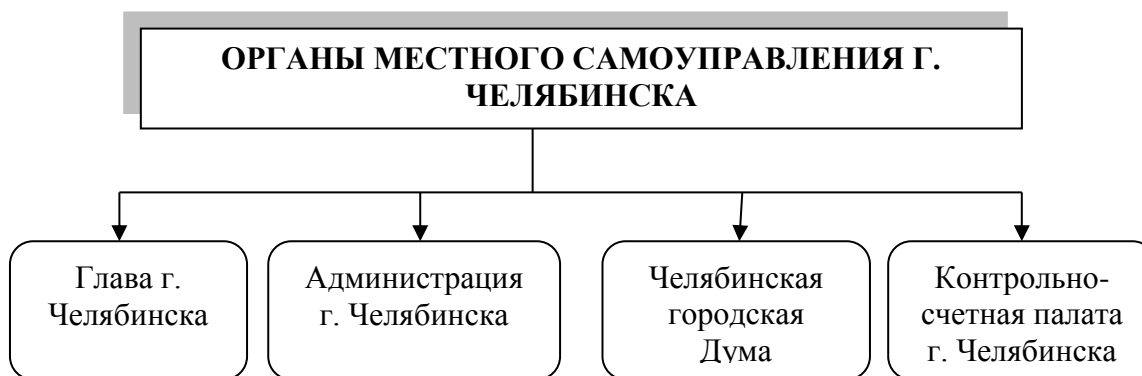 ОРГАНЫ МЕСТНОГО САМОУПРАВЛЕНИЯ Г.
ЧЕЛЯБИНСКА
Глава г.
Челябинска
Администрация
г. Челябинска
Челябинская
городская
Дума
Контрольно-
счетная палата
г. Челябинска